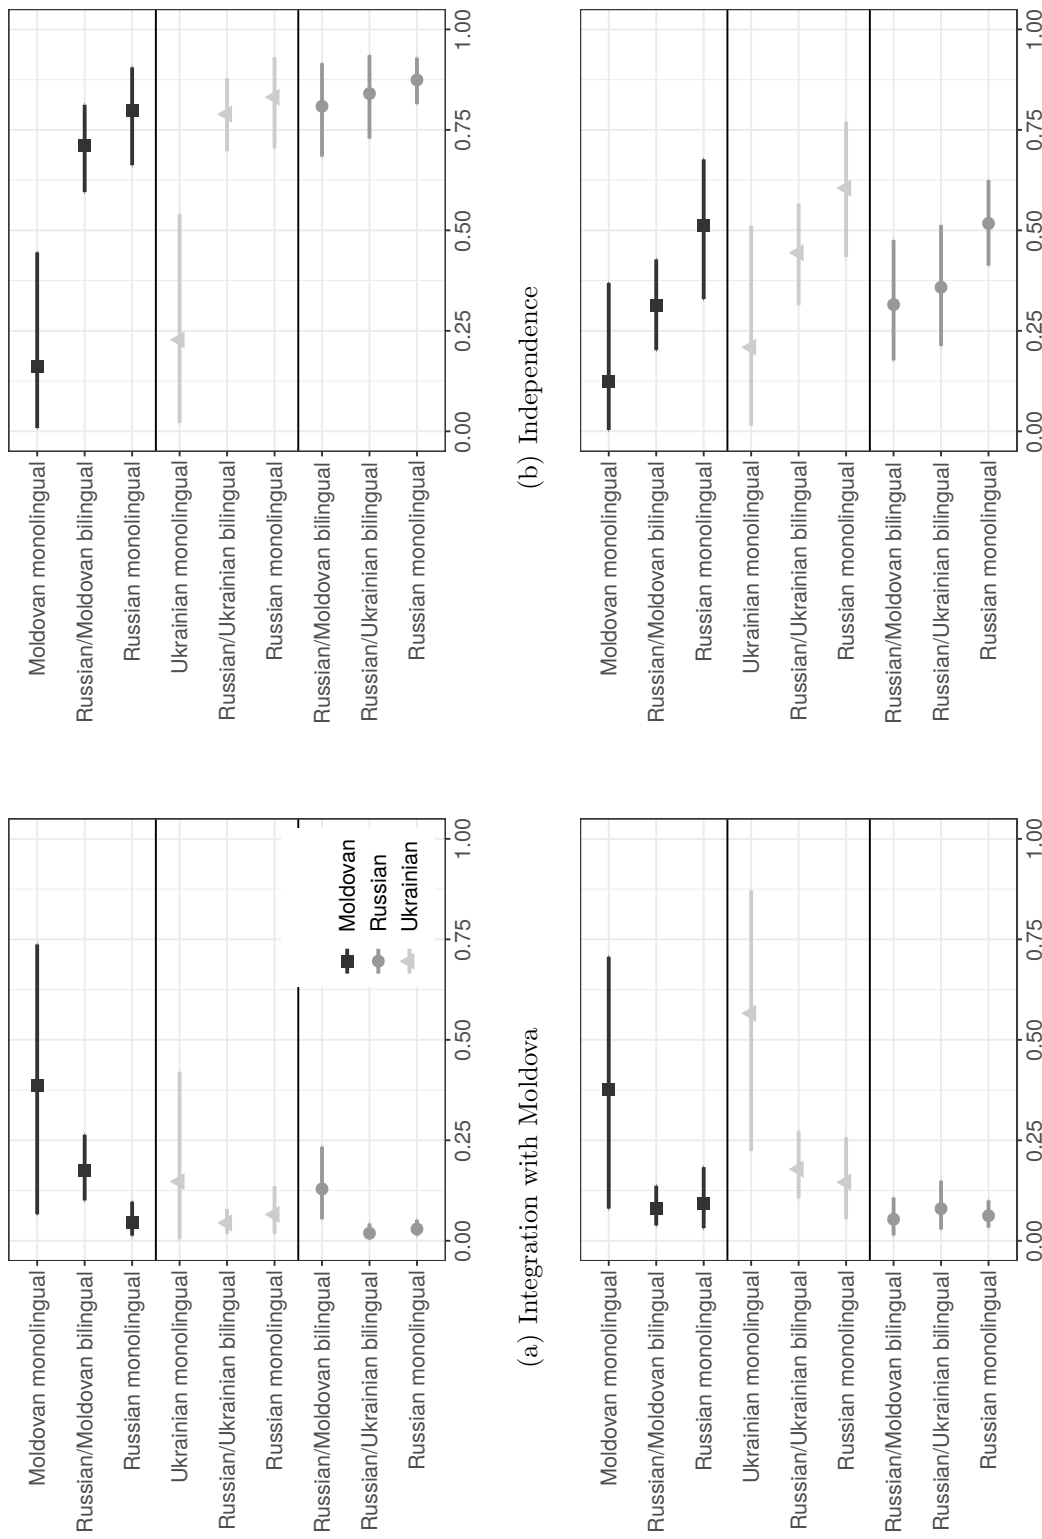 Moldovan monolingual
Russian/Moldovan bilingual
Russian monolingual
Ukrainian monolingual
Russian/Ukrainian bilingual
Russian monolingual
Russian/Moldovan bilingual
Russian/Ukrainian bilingual
Russian monolingual
Moldovan
Russian
Ukrainian
0.00 0.25 0.50 0.75 1.00
(a) Integration with Moldova
Moldovan monolingual
Russian/Moldovan bilingual
Russian monolingual
Ukrainian monolingual
Russian/Ukrainian bilingual
Russian monolingual
Russian/Moldovan bilingual
Russian/Ukrainian bilingual
Russian monolingual
0.00 0.25 0.50 0.75 1.00
(b) Independence
Moldovan monolingual
Russian/Moldovan bilingual
Russian monolingual
Ukrainian monolingual
Russian/Ukrainian bilingual
Russian monolingual
Russian/Moldovan bilingual
Russian/Ukrainian bilingual
Russian monolingual
0.00 0.25 0.50 0.75 1.00
Moldovan monolingual
Russian/Moldovan bilingual
Russian monolingual
Ukrainian monolingual
Russian/Ukrainian bilingual
Russian monolingual
Russian/Moldovan bilingual
Russian/Ukrainian bilingual
Russian monolingual
0.00 0.25 0.50 0.75 1.00